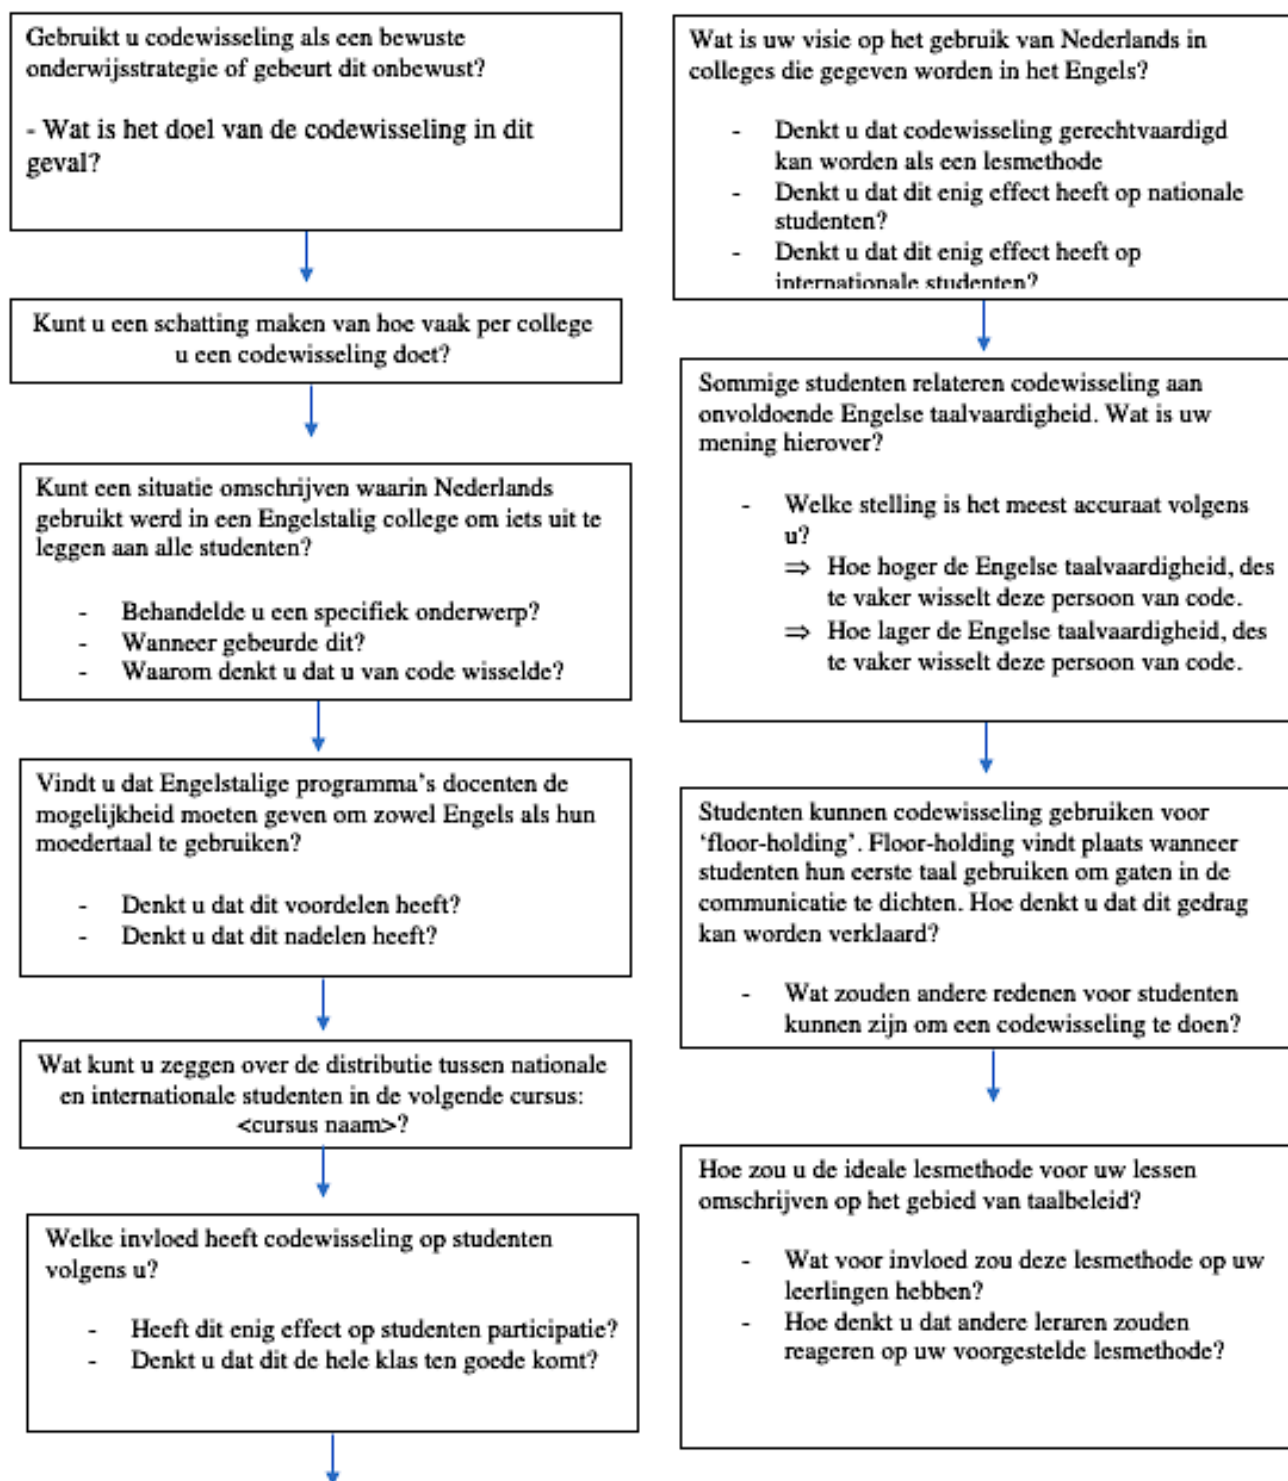 Gebruikt u codewisseling als een bewuste
onderwijsstrategie of gebeurt dit onbewust?
- Wat is het doel van de codewisseling in dit
geval?
Kunt u een schatting maken van hoe vaak per college
u een codewisseling doet?
Kunt een situatie omschrijven waarin Nederlands
gebruikt werd in een Engelstalig college om iets uit te
leggen aan alle studenten?
- Behandelde u een specifiek onderwerp?
- Wanneer gebeurde dit?
- Waarom denkt u dat u van code wisselde?
Vindt u dat Engelstalige programma's docenten de
mogelijkheid moeten geven om zowel Engels als hun
moedertaal te gebruiken?
- Denkt u dat dit voordelen heeft?
- Denkt u dat dit nadelen heeft?
Wat kunt u zeggen over de distributie tussen nationale
en internationale studenten in de volgende cursus:
<cursus naam>?
Welke invloed heeft codewisseling op studenten
volgens u?
- Heeft dit enig effect op studenten participatie?
- Denkt u dat dit de hele klas ten goede komt?
Wat is uw visie op het gebruik van Nederlands in
colleges die gegeven worden in het Engels?
- Denkt u dat codewisseling gerechtvaardigd
kan worden als een lesmethode
- Denkt u dat dit enig effect heeft op nationale
studenten?
- Denkt u dat dit enig effect heeft op
internationale studenten?
Sommige studenten relateren codewisseling aan
onvoldoende Engelse taalvaardigheid. Wat is uw
mening hierover?
- Welke stelling is het meest accuraat volgens
u?
⇒ Hoe hoger de Engelse taalvaardigheid, des
te vaker wisselt deze persoon van code.
⇒ Hoe lager de Engelse taalvaardigheid, des
te vaker wisselt deze persoon van code.
Studenten kunnen codewisseling gebruiken voor
'floor-holding'. Floor-holding vindt plaats wanneer
studenten hun eerste taal gebruiken om gaten in de
communicatie te dichten. Hoe denkt u dat dit gedrag
kan worden verklaard?
- Wat zouden andere redenen voor studenten
kunnen zijn om een codewisseling te doen?
Hoe zou u de ideale lesmethode voor uw lessen
omschrijven op het gebied van taalbeleid?
- Wat voor invloed zou deze lesmethode op uw
leerlingen hebben?
- Hoe denkt u dat andere leraren zouden
reageren op uw voorgestelde lesmethode?